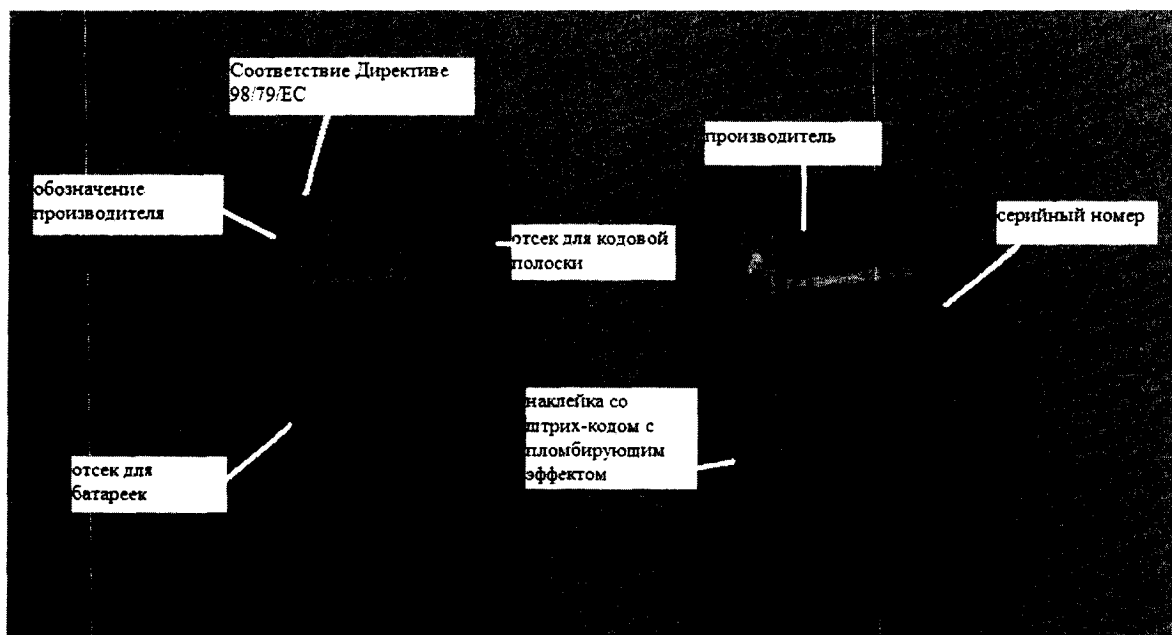 Соответствие Директиве
98/79/ЕС
производитель
обозначение
производителя
серийный номер
отсек для кодовой
полоски
наклейка со
штрих-кодом с
пломбирующим
эффектом
отсек для
батареек